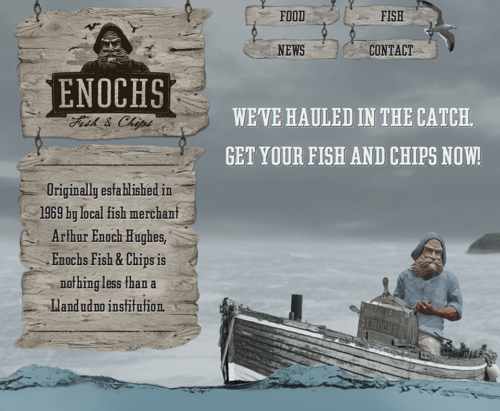 FOOD
FISH
NEWS
CONTACT
ENOCHS
Fish & Chips
WE'VE HAULED IN THE CATCH.
GET YOUR FISH AND CHIPS NOW!
Originally established in
1969 by local fish merchant
Arthur Enoch Hughes,
Enochs Fish & Chips is
nothing less than a
Llandudno institution.